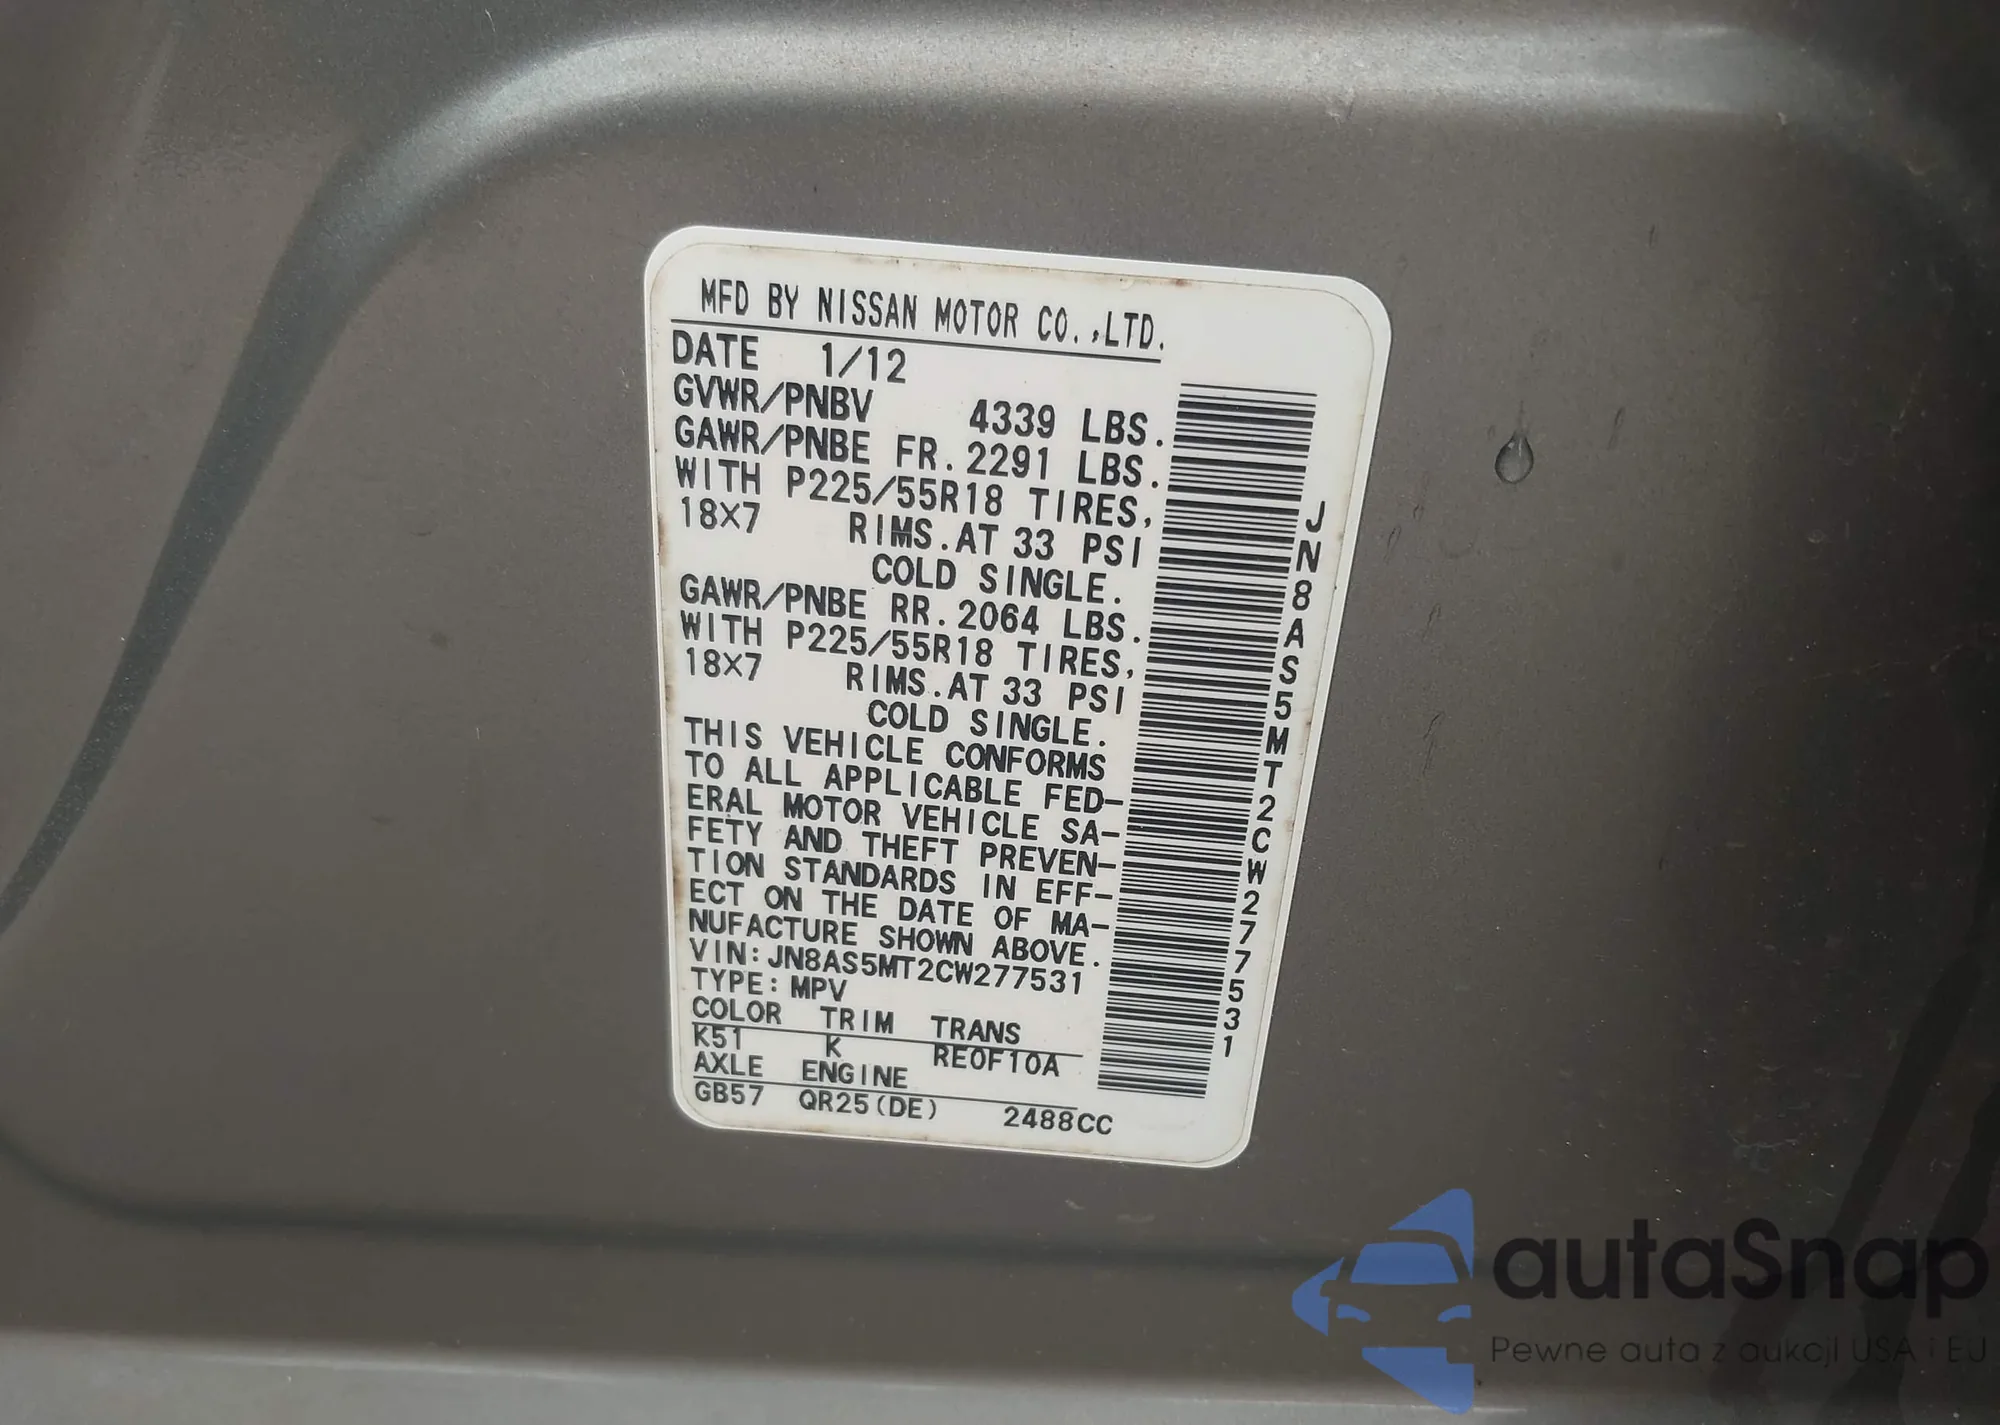 MFD BY NISSAN MOTOR CO.,LTD.
DATE 1/12
GVWR/PNBV 4339 LBS.
GAWR/PNBE FR.2291 LBS.
WITH P225/55R18 TIRES,
18X7 RIMS.AT 33 PSI
COLD SINGLE.
GAWR/PNBE RR.2064 LBS.
WITH P225/55R18 TIRES,
18X7 RIMS.AT 33 PSI
COLD SINGLE.
THIS VEHICLE CONFORMS
TO ALL APPLICABLE FED-
ERAL MOTOR VEHICLE SA-
FETY AND THEFT PREVEN-
TION STANDARDS IN EFF-
ECT ON THE DATE OF MA-
NUFACTURE SHOWN ABOVE.
VIN:JN8AS5MT2CW277531
TYPE:MPV
COLOR TRIM TRANS
K51 K RE0F10A
AXLE ENGINE
GB57 QR25(DE) 2488CC
JN8AS5MT2CW277531
autaSnap
Pewne auta z aukcji USA i EU